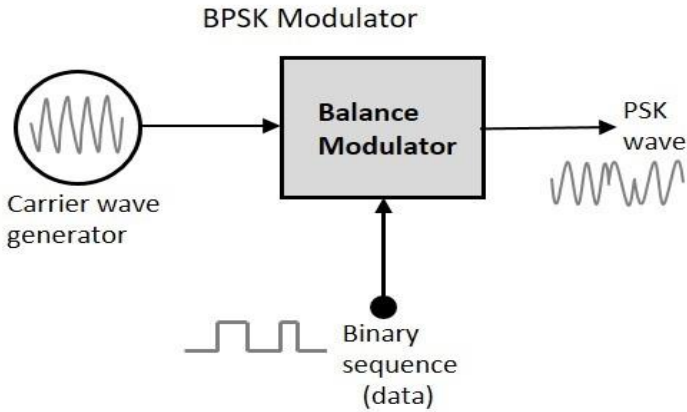 BPSK Modulator
Balance
Modulator
PSK
wave
Carrier wave
generator
Binary
sequence
(data)